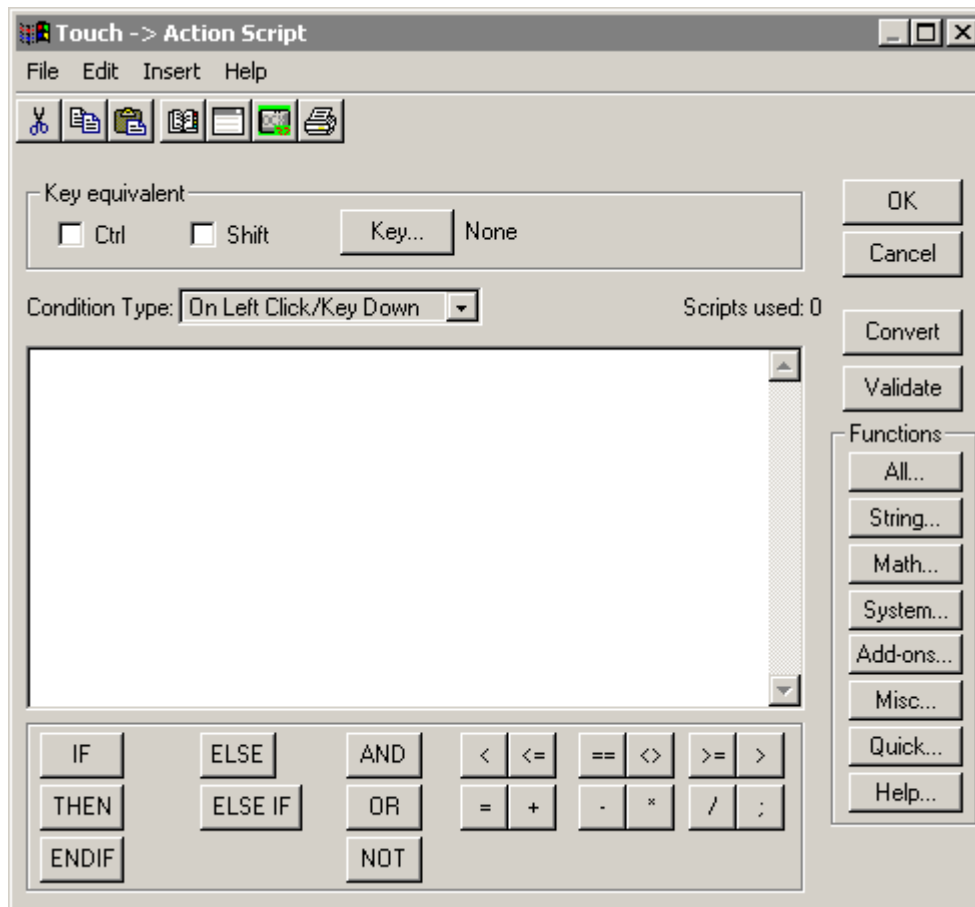 Touch -> Action Script
File Edit Insert Help
Key equivalent
Ctrl Shift Key... None
OK
Cancel
Condition Type: On Left Click/Key Down Scripts used: 0
Convert
Validate
Functions
All...
String...
Math...
System...
Add-ons...
Misc...
Quick...
Help...
IF ELSE AND < <= == <> >= >
THEN ELSE IF OR = + - * / ;
ENDIF NOT